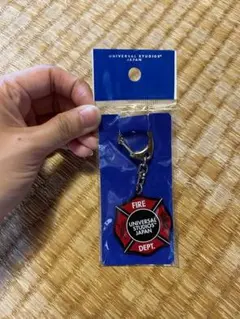 UNIVERSAL STUDIOS
JAPAN
FIRE
UNIVERSAL
STUDIOS
JAPAN
DEPT.